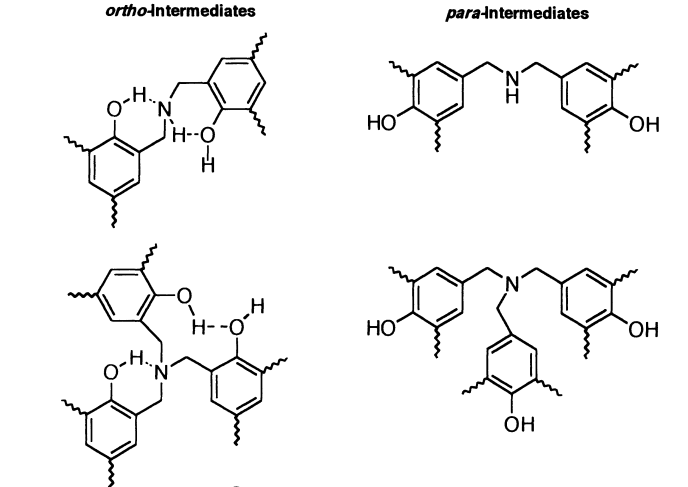 ortho-Intermediates
para-Intermediates
O H N
H O
H
N
H
HO OH
O H
H O
O H N
N
HO OH
OH